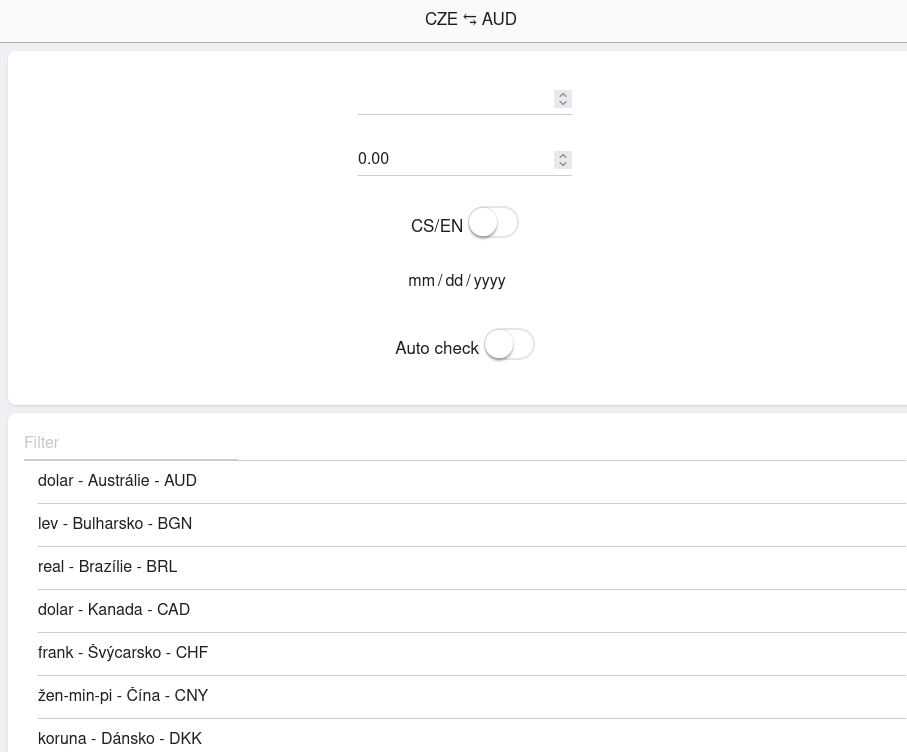 CZE ⇆ AUD
0.00
CS/EN
mm / dd / yyyy
Auto check
Filter
dolar - Austrálie - AUD
lev - Bulharsko - BGN
real - Brazílie - BRL
dolar - Kanada - CAD
frank - Švýcarsko - CHF
žen-min-pi - Čína - CNY
koruna - Dánsko - DKK